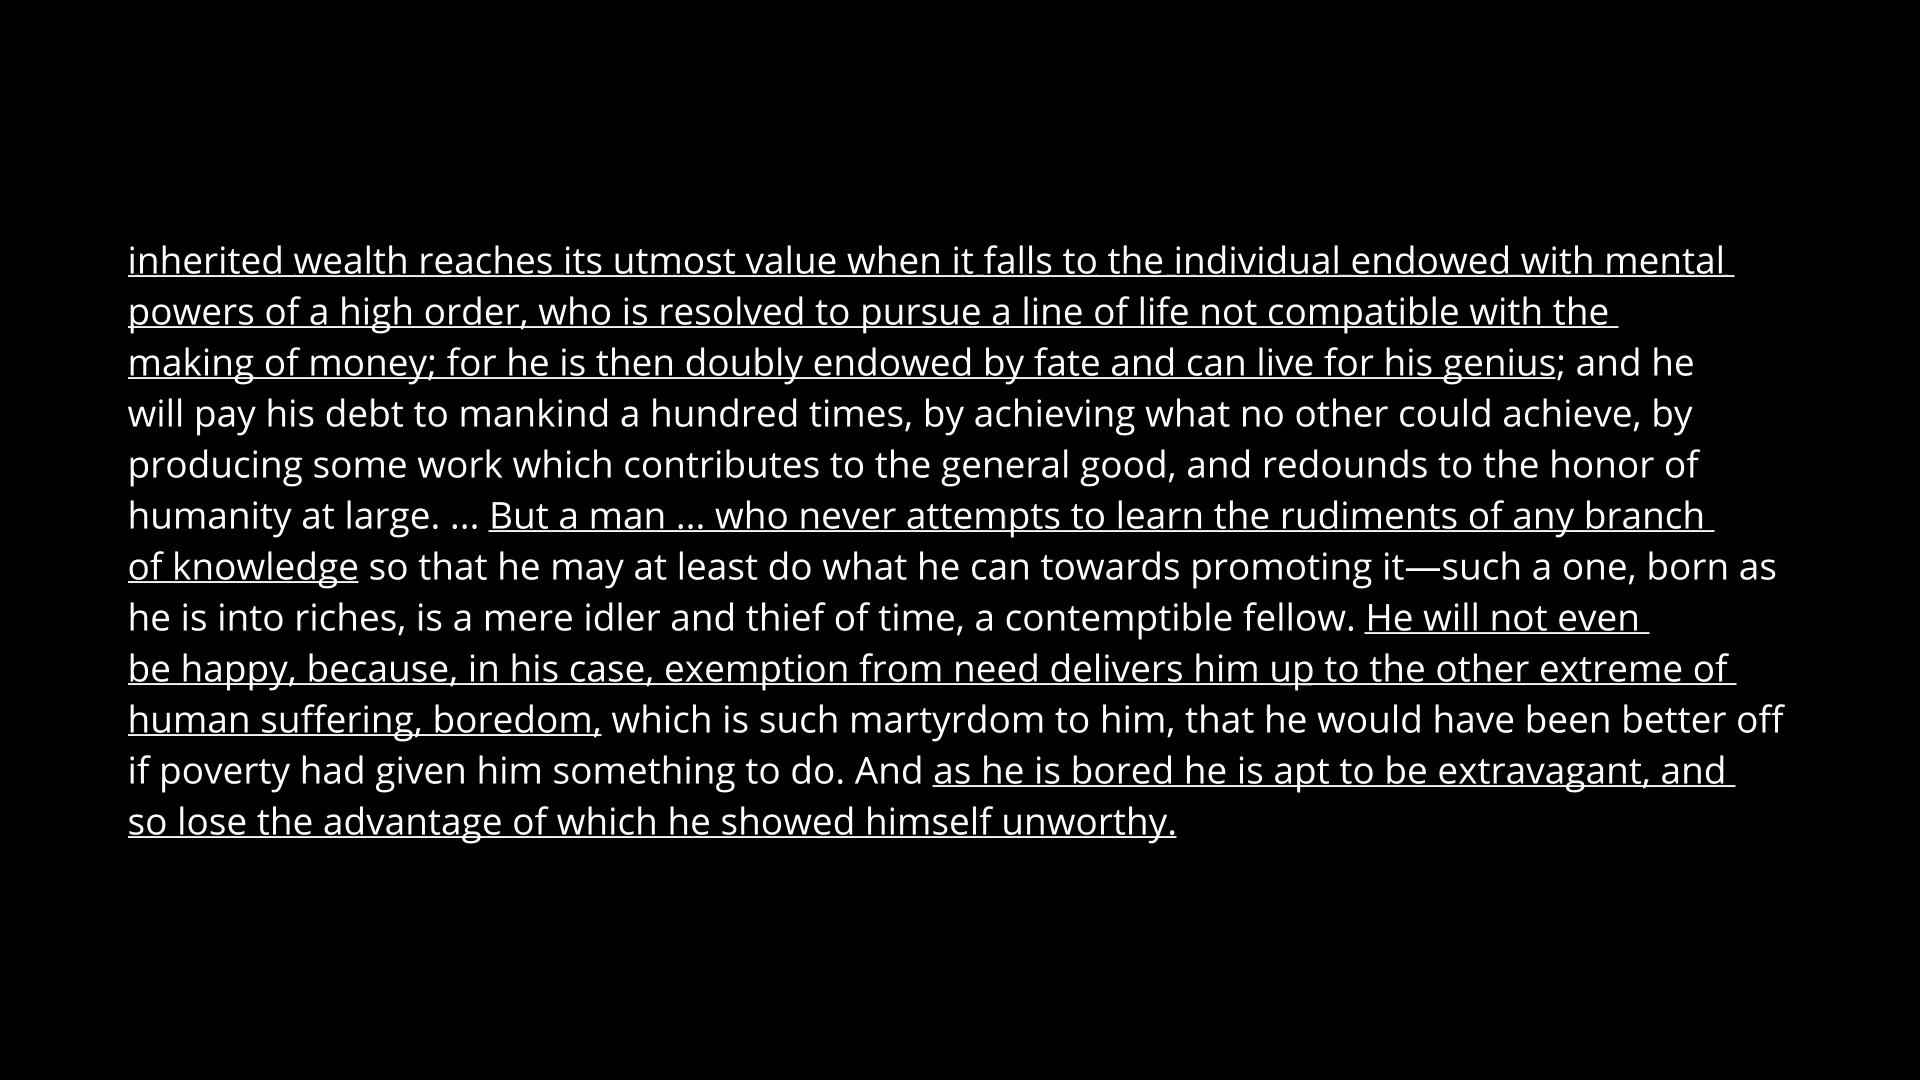 inherited wealth reaches its utmost value when it falls to the individual endowed with mental
powers of a high order, who is resolved to pursue a line of life not compatible with the
making of money; for he is then doubly endowed by fate and can live for his genius; and he
will pay his debt to mankind a hundred times, by achieving what no other could achieve, by
producing some work which contributes to the general good, and redounds to the honor of
humanity at large. ... But a man ... who never attempts to learn the rudiments of any branch
of knowledge so that he may at least do what he can towards promoting it—such a one, born as
he is into riches, is a mere idler and thief of time, a contemptible fellow. He will not even
be happy, because, in his case, exemption from need delivers him up to the other extreme of
human suffering, boredom, which is such martyrdom to him, that he would have been better off
if poverty had given him something to do. And as he is bored he is apt to be extravagant, and
so lose the advantage of which he showed himself unworthy.